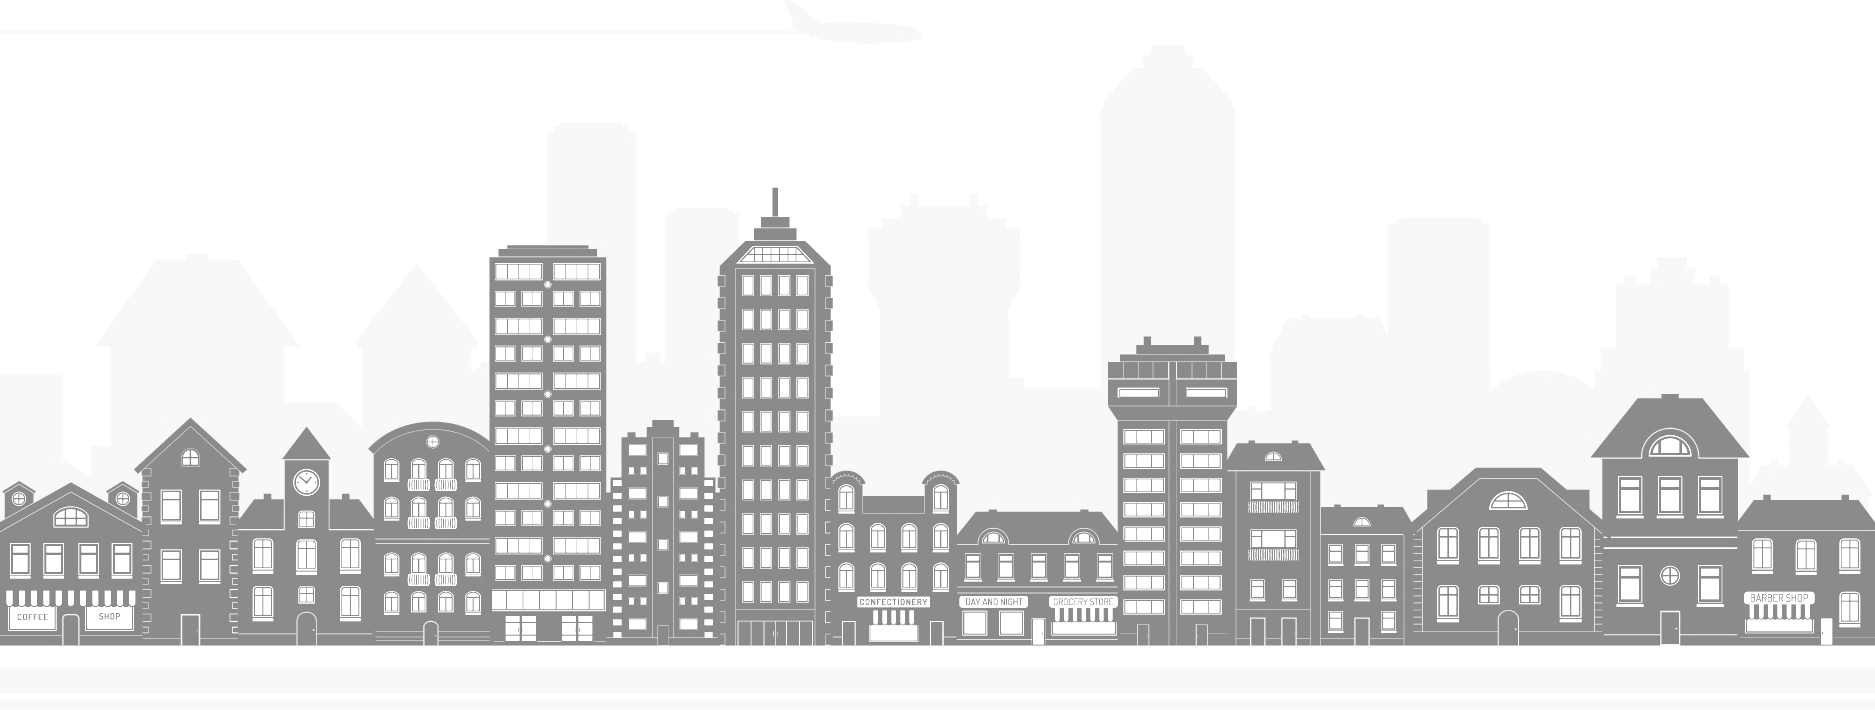 COFFEE
SHOP
CONFECTIONERY
DAY AND NIGHT
GROCERY STORE
BARBER SHOP